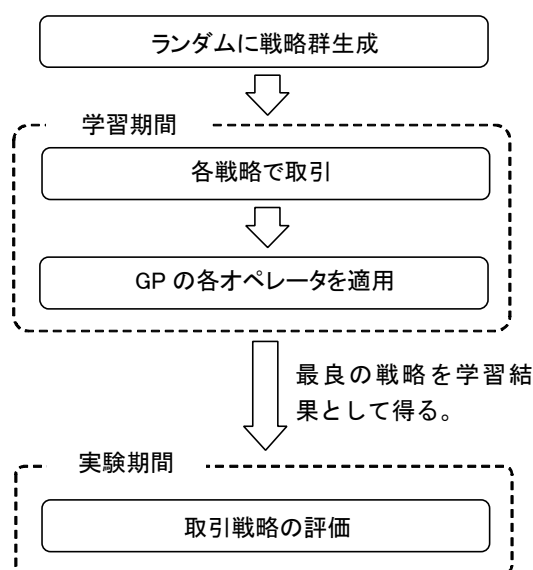 ランダムに戦略群生成
学習期間
各戦略で取引
GP の各オペレータを適用
最良の戦略を学習結
果として得る。
実験期間
取引戦略の評価